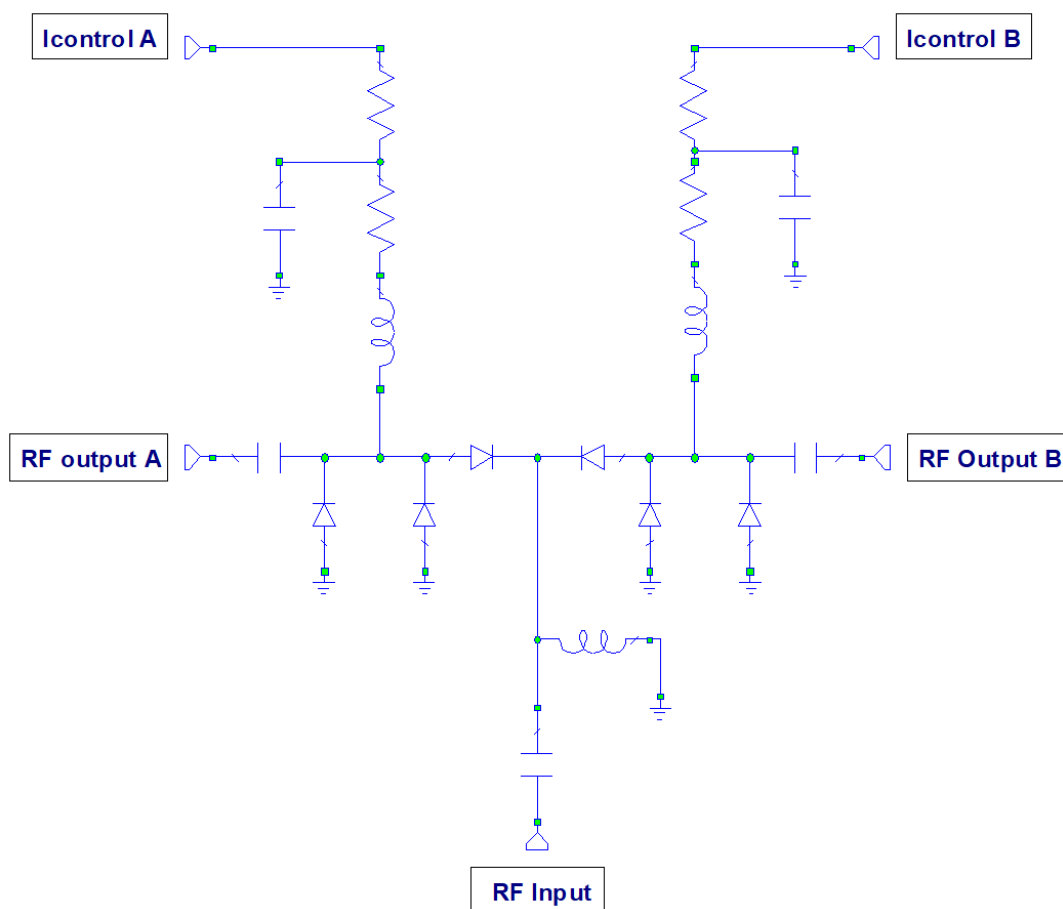 Icontrol A
Icontrol B
RF output A
RF Output B
RF Input